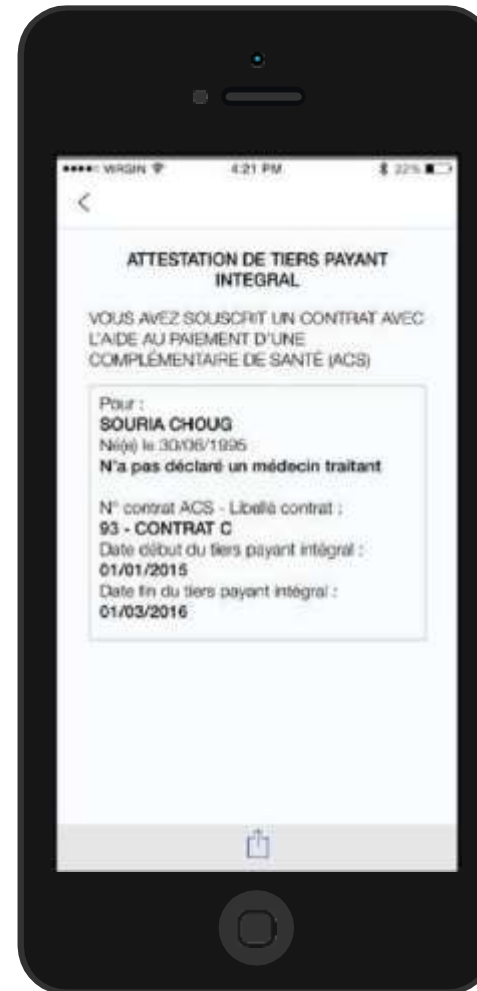 VIRGIN 4:21 PM 22%
ATTESTATION DE TIERS PAYANT
INTEGRAL
VOUS AVEZ SOUSCRIT UN CONTRAT AVEC
L'AIDE AU PAIEMENT D'UNE
COMPLÉMENTAIRE DE SANTÉ (ACS)
Pour :
SOURIA CHOUG
Né(e) le 30/06/1995
N'a pas déclaré un médecin traitant
N° contrat ACS - Libellé contrat :
93 - CONTRAT C
Date début du tiers payant intégral :
01/01/2015
Date fin du tiers payant intégral :
01/03/2016